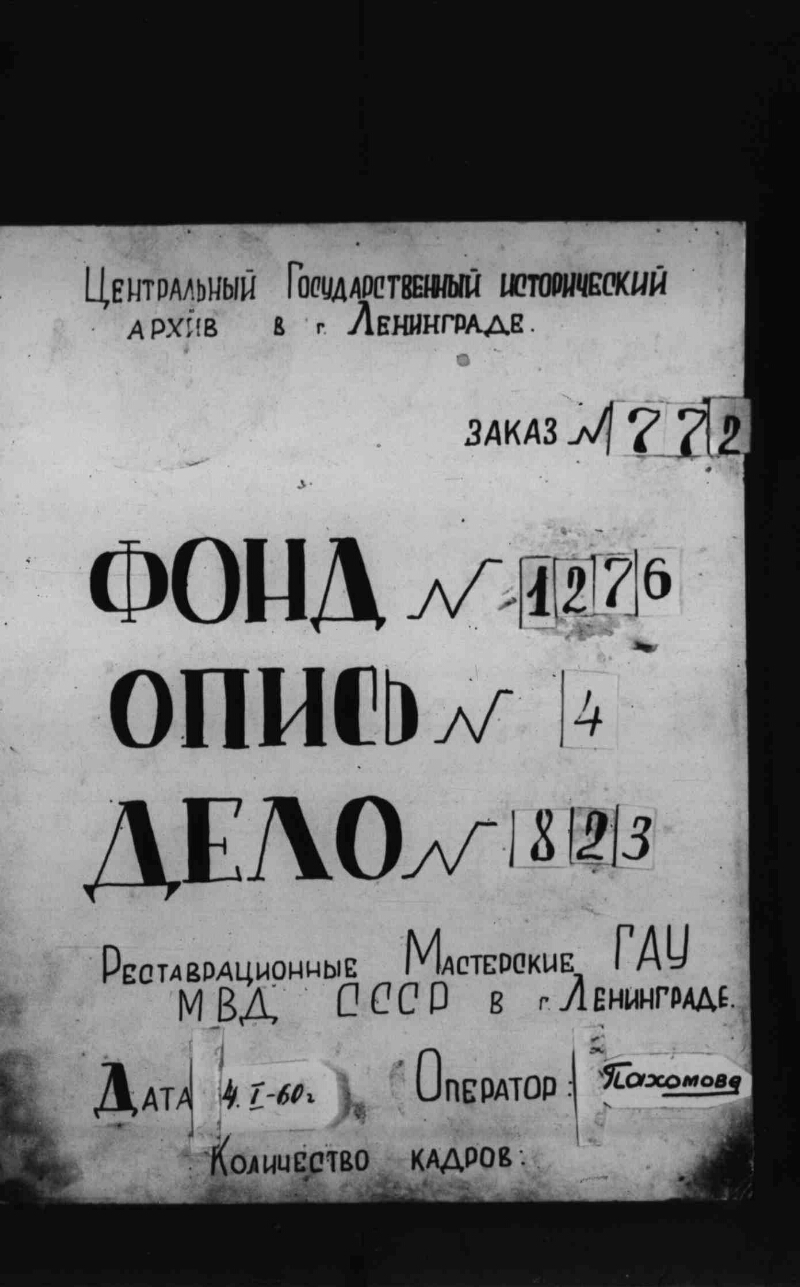 Центральный Государственный исторический
архив в г. Ленинграде.
заказ № 772
ФОНД № 1276
ОПИСЬ № 4
ДЕЛО № 823
Реставрационные Мастерские ГАУ
МВД СССР в г. Ленинграде.
Дата 4. I-60г Оператор: Пахомова
Количество кадров: